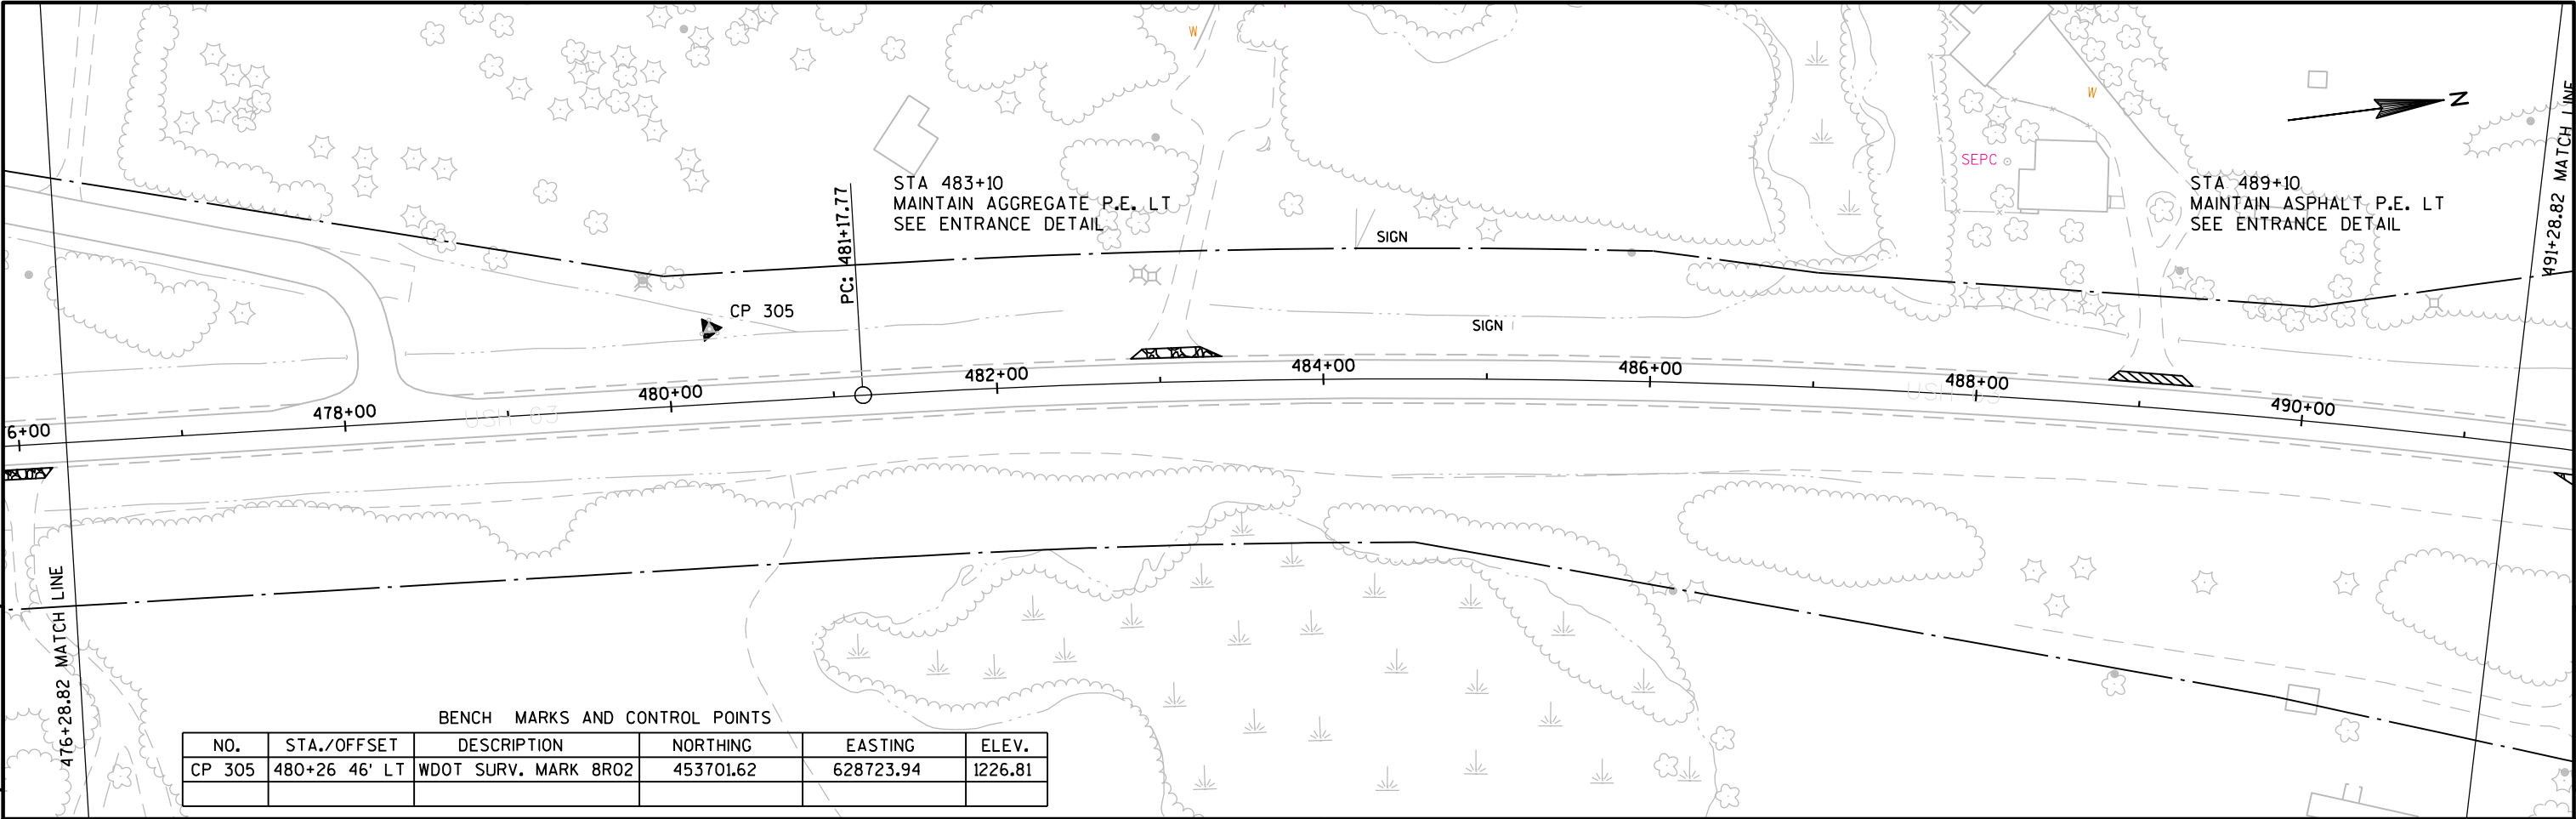 W
W
N
SEPC
491+28.82 MATCH LINE
PC: 481+17.77
STA 483+10
MAINTAIN AGGREGATE P.E. LT
SEE ENTRANCE DETAIL
STA 489+10
MAINTAIN ASPHALT P.E. LT
SEE ENTRANCE DETAIL
SIGN
CP 305
SIGN
6+00
478+00
480+00
482+00
484+00
486+00
488+00
490+00
USH 63
476+28.82 MATCH LINE
BENCH MARKS AND CONTROL POINTS
NO. STA./OFFSET DESCRIPTION NORTHING EASTING ELEV.
CP 305 480+26 46' LT WDOT SURV. MARK 8R02 453701.62 628723.94 1226.81